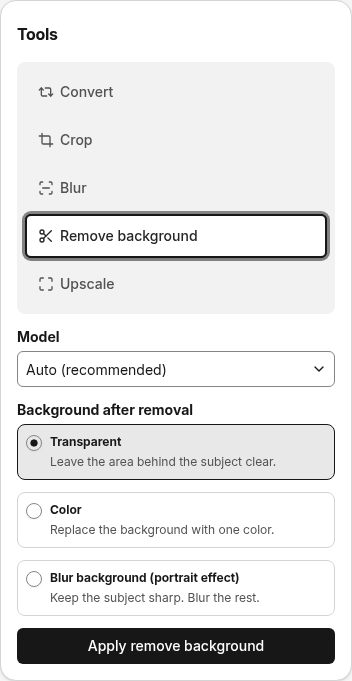 Tools
Convert
Crop
Blur
Remove background
Upscale
Model
Auto (recommended)
Background after removal
Transparent
Leave the area behind the subject clear.
Color
Replace the background with one color.
Blur background (portrait effect)
Keep the subject sharp. Blur the rest.
Apply remove background